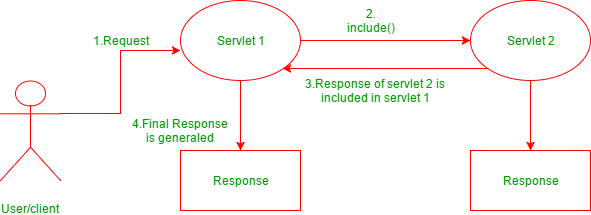 1.Request
Servlet 1
2.
include()
Servlet 2
3.Response of servlet 2 is
included in servlet 1
4.Final Response
is generaled
Response
Response
User/client